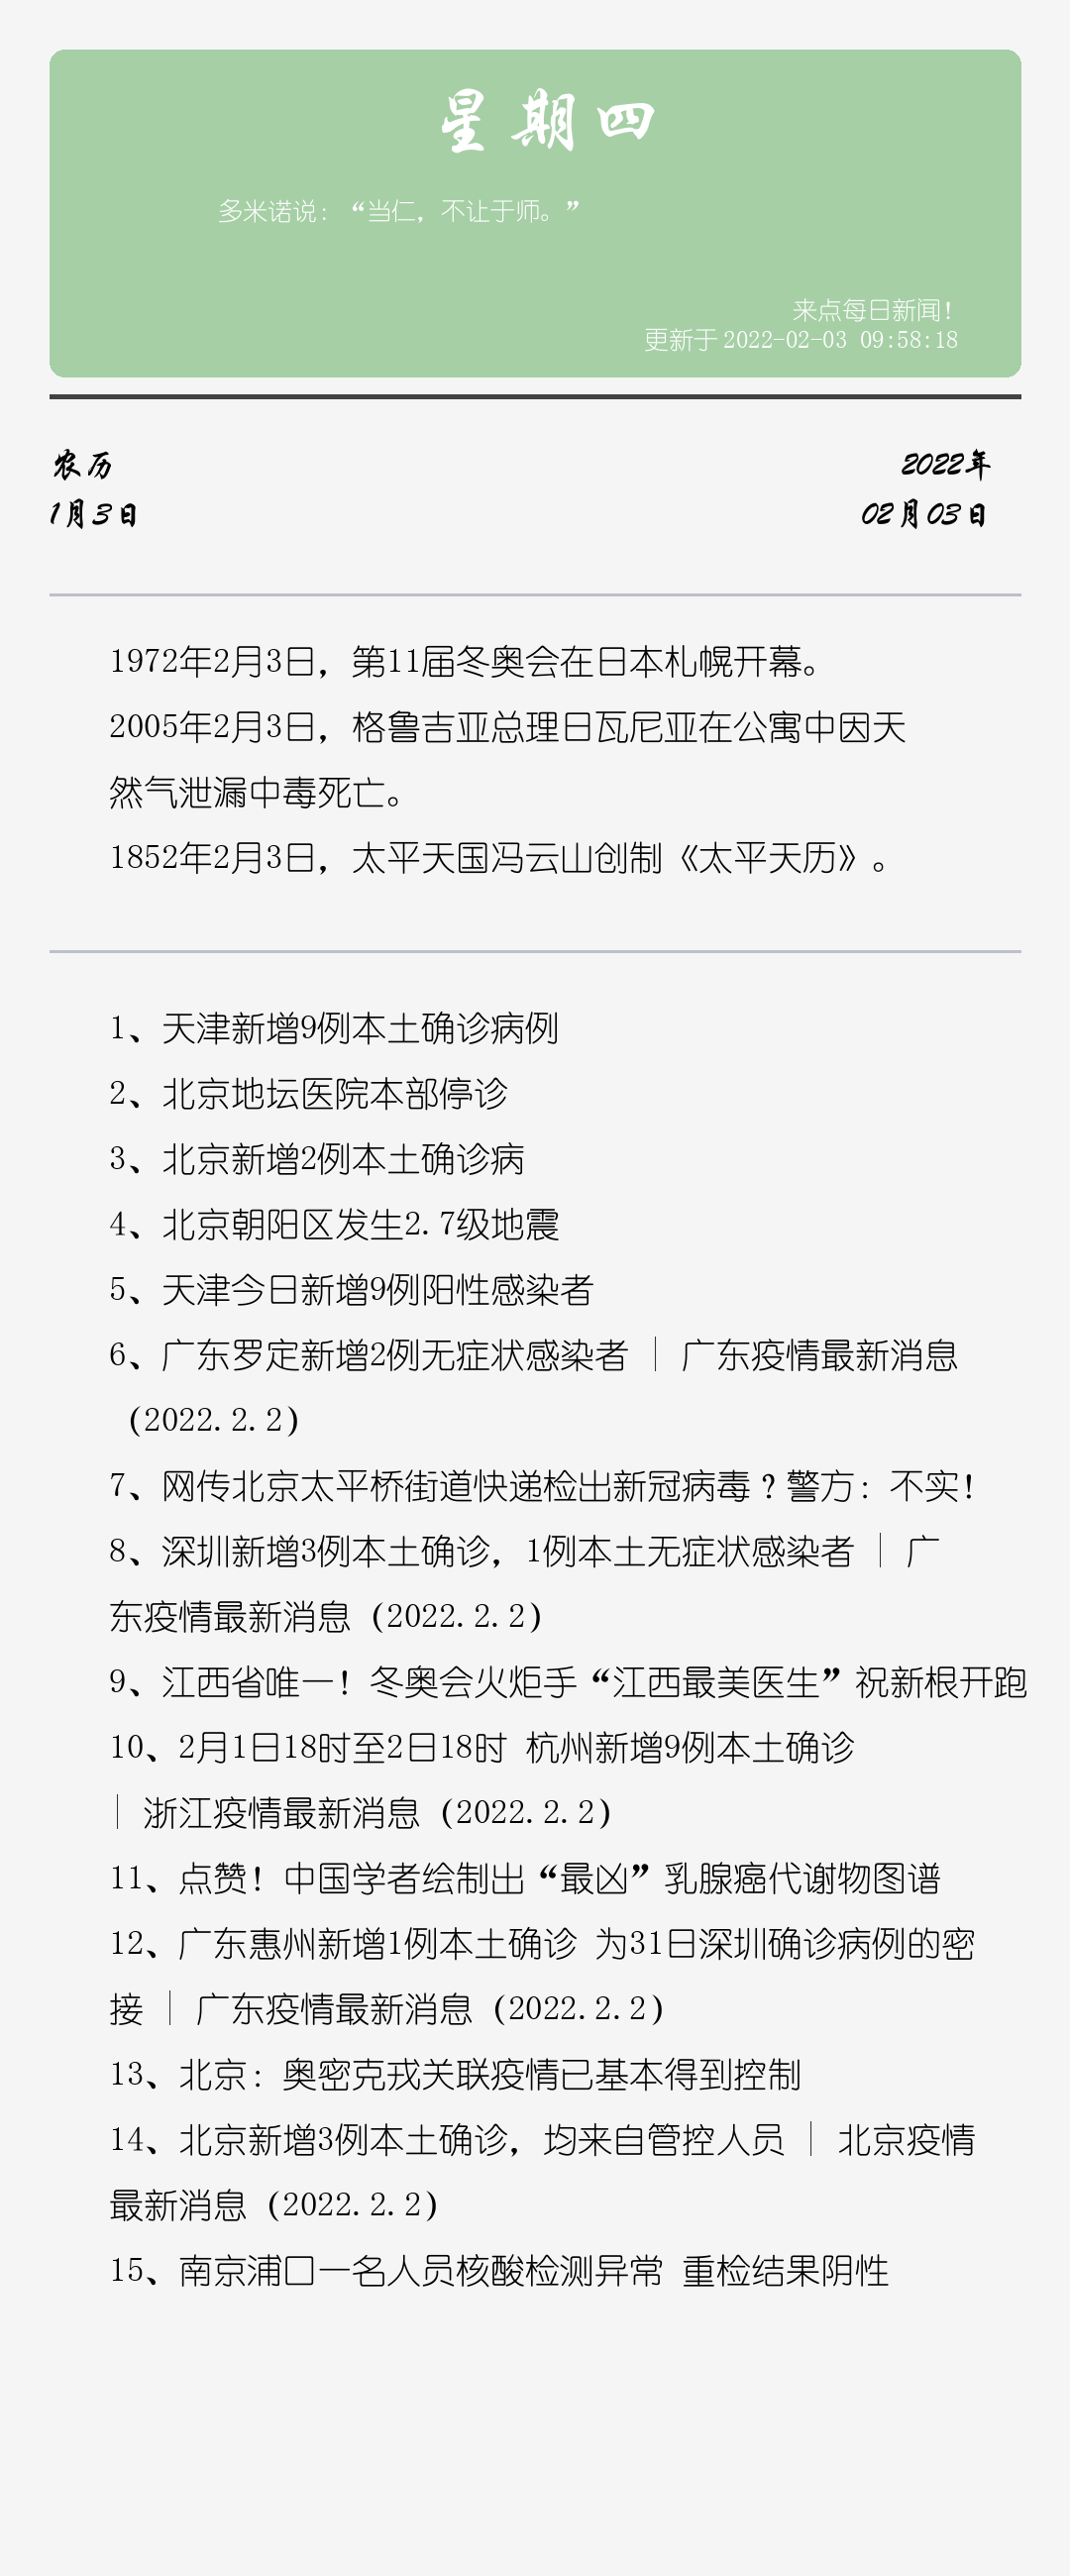 星期四
多米诺说：“当仁，不让于师。”
来点每日新闻！
更新于2022-02-03 09:58:18
农历
1月3日
2022年
02月03日
1972年2月3日，第11届冬奥会在日本札幌开幕。
2005年2月3日，格鲁吉亚总理日瓦尼亚在公寓中因天
然气泄漏中毒死亡。
1852年2月3日，太平天国冯云山创制《太平天历》。
1、天津新增9例本土确诊病例
2、北京地坛医院本部停诊
3、北京新增2例本土确诊病
4、北京朝阳区发生2.7级地震
5、天津今日新增9例阳性感染者
6、广东罗定新增2例无症状感染者 | 广东疫情最新消息
（2022.2.2）
7、网传北京太平桥街道快递检出新冠病毒？警方：不实！
8、深圳新增3例本土确诊，1例本土无症状感染者 | 广
东疫情最新消息（2022.2.2）
9、江西省唯一！冬奥会火炬手“江西最美医生”祝新根开跑
10、2月1日18时至2日18时 杭州新增9例本土确诊
| 浙江疫情最新消息（2022.2.2）
11、点赞！中国学者绘制出“最凶”乳腺癌代谢物图谱
12、广东惠州新增1例本土确诊 为31日深圳确诊病例的密
接 | 广东疫情最新消息（2022.2.2）
13、北京：奥密克戎关联疫情已基本得到控制
14、北京新增3例本土确诊，均来自管控人员 | 北京疫情
最新消息（2022.2.2）
15、南京浦口一名人员核酸检测异常 重检结果阴性